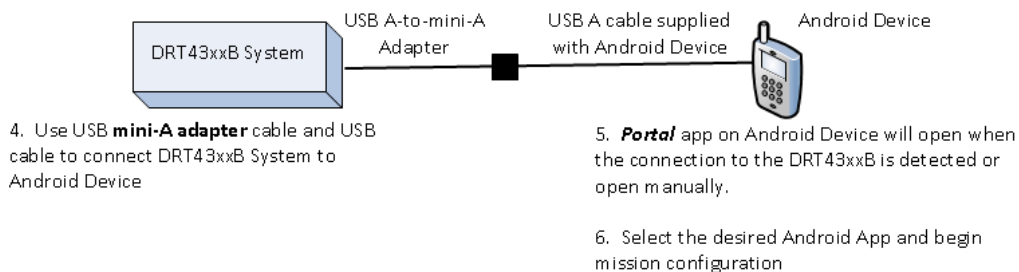 USB A-to-mini-A
Adapter
USB A cable supplied
with Android Device
Android Device
DRT43xxB System
4. Use USB mini-A adapter cable and USB
cable to connect DRT43xxB System to
Android Device
5. Portal app on Android Device will open when
the connection to the DRT43xxB is detected or
open manually.
6. Select the desired Android App and begin
mission configuration